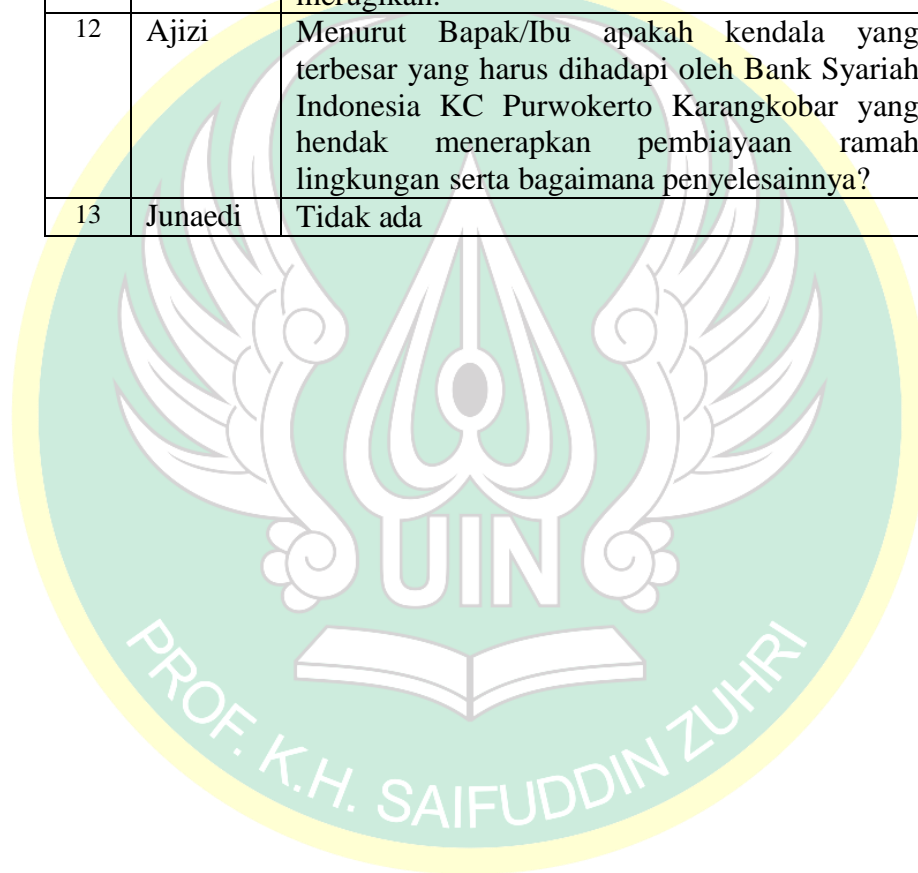 merugikan.
12 Ajizi Menurut Bapak/Ibu apakah kendala yang
terbesar yang harus dihadapi oleh Bank Syariah
Indonesia KC Purwokerto Karangkobar yang
hendak menerapkan pembiayaan ramah
lingkungan serta bagaimana penyelesainnya?
13 Junaedi Tidak ada
UIN
PROF. K.H. SAIFUDDIN ZUHRI